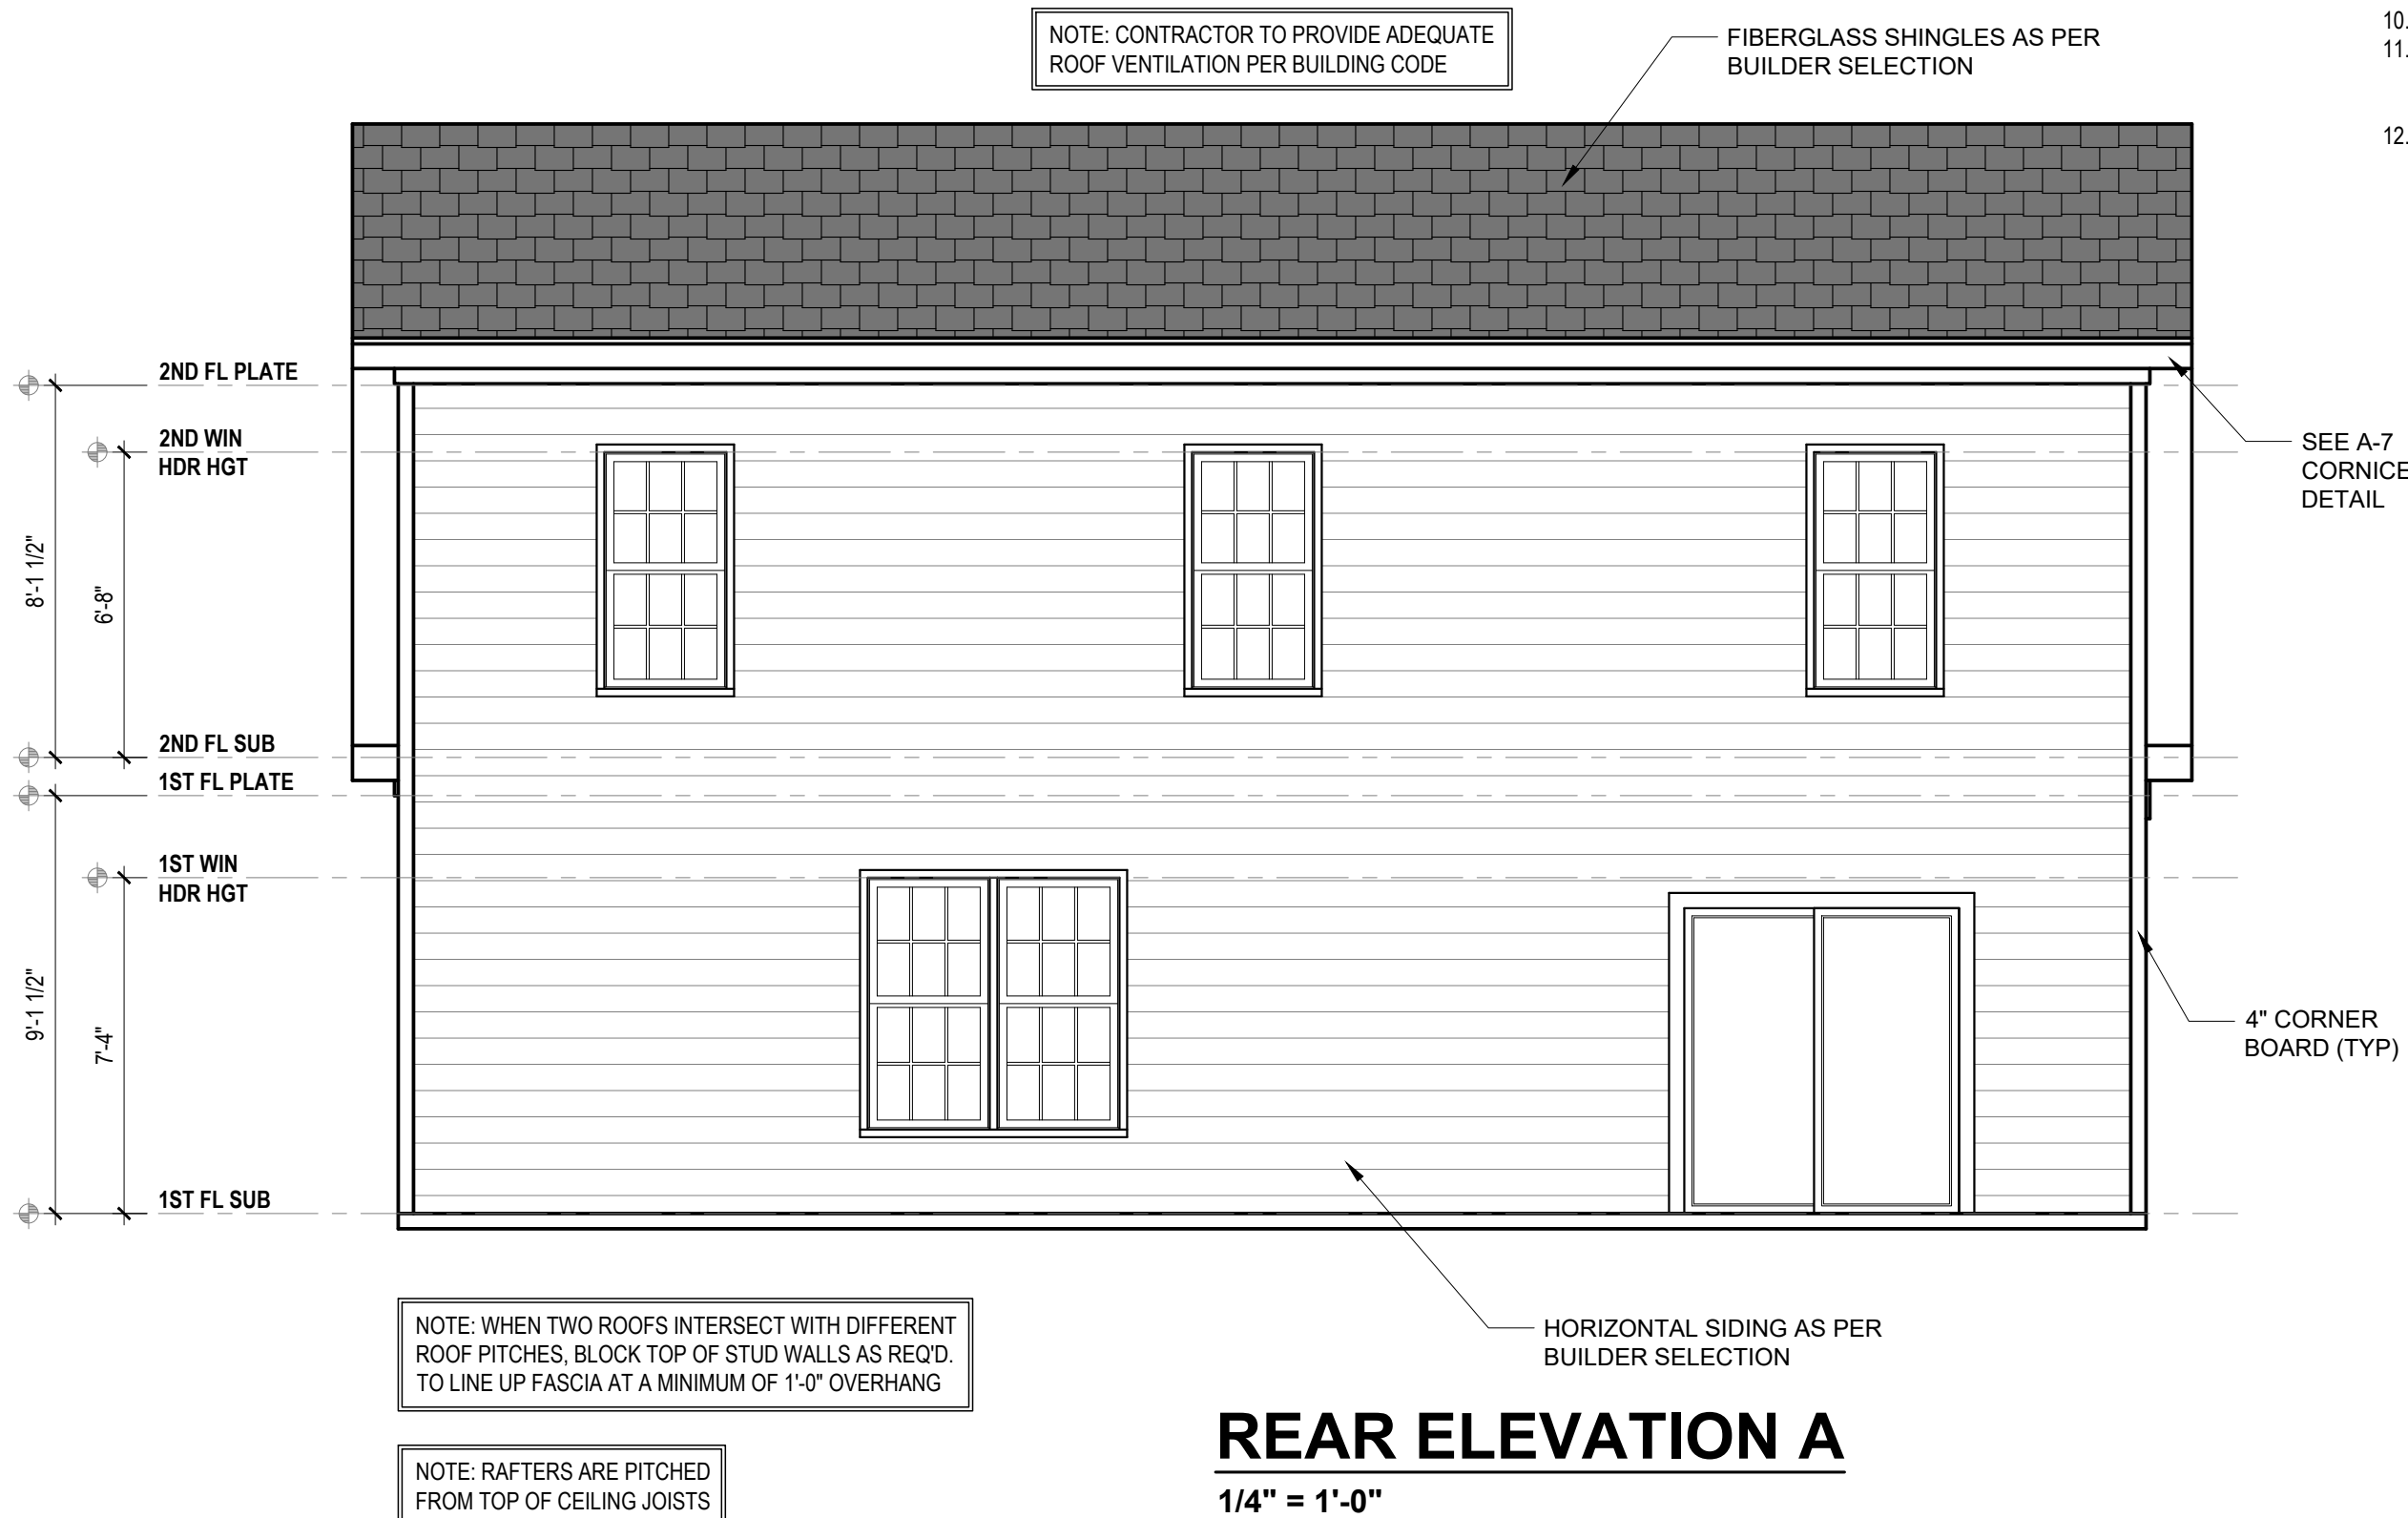 NOTE: CONTRACTOR TO PROVIDE ADEQUATE
ROOF VENTILATION PER BUILDING CODE
FIBERGLASS SHINGLES AS PER
BUILDER SELECTION
10.
11.
12.
2ND FL PLATE
2ND WIN
HDR HGT
8'-1 1/2"
6'-8"
SEE A-7
CORNICE
DETAIL
2ND FL SUB
1ST FL PLATE
1ST WIN
HDR HGT
9'-1 1/2"
7'-4"
4" CORNER
BOARD (TYP)
1ST FL SUB
NOTE: WHEN TWO ROOFS INTERSECT WITH DIFFERENT
ROOF PITCHES, BLOCK TOP OF STUD WALLS AS REQ'D.
TO LINE UP FASCIA AT A MINIMUM OF 1'-0" OVERHANG
HORIZONTAL SIDING AS PER
BUILDER SELECTION
NOTE: RAFTERS ARE PITCHED
FROM TOP OF CEILING JOISTS
REAR ELEVATION A
1/4" = 1'-0"